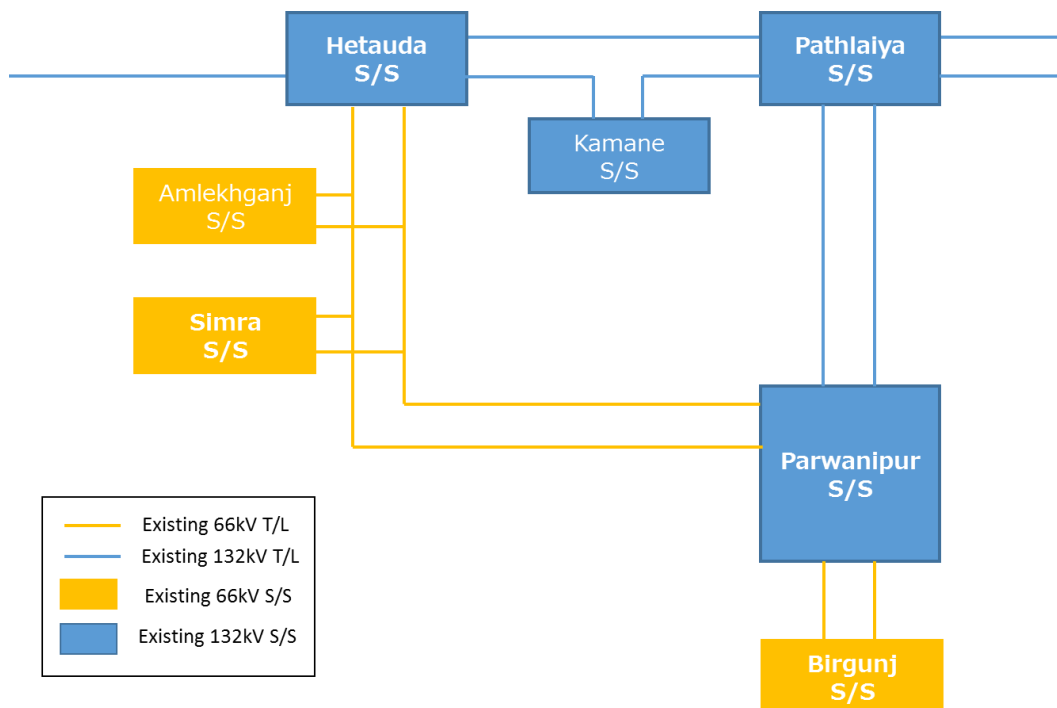 Hetauda
S/S
Pathlaiya
S/S
Kamane
S/S
Amlekhganj
S/S
Simra
S/S
Parwanipur
S/S
Existing 66kV T/L
Existing 132kV T/L
Existing 66kV S/S
Existing 132kV S/S
Birgunj
S/S